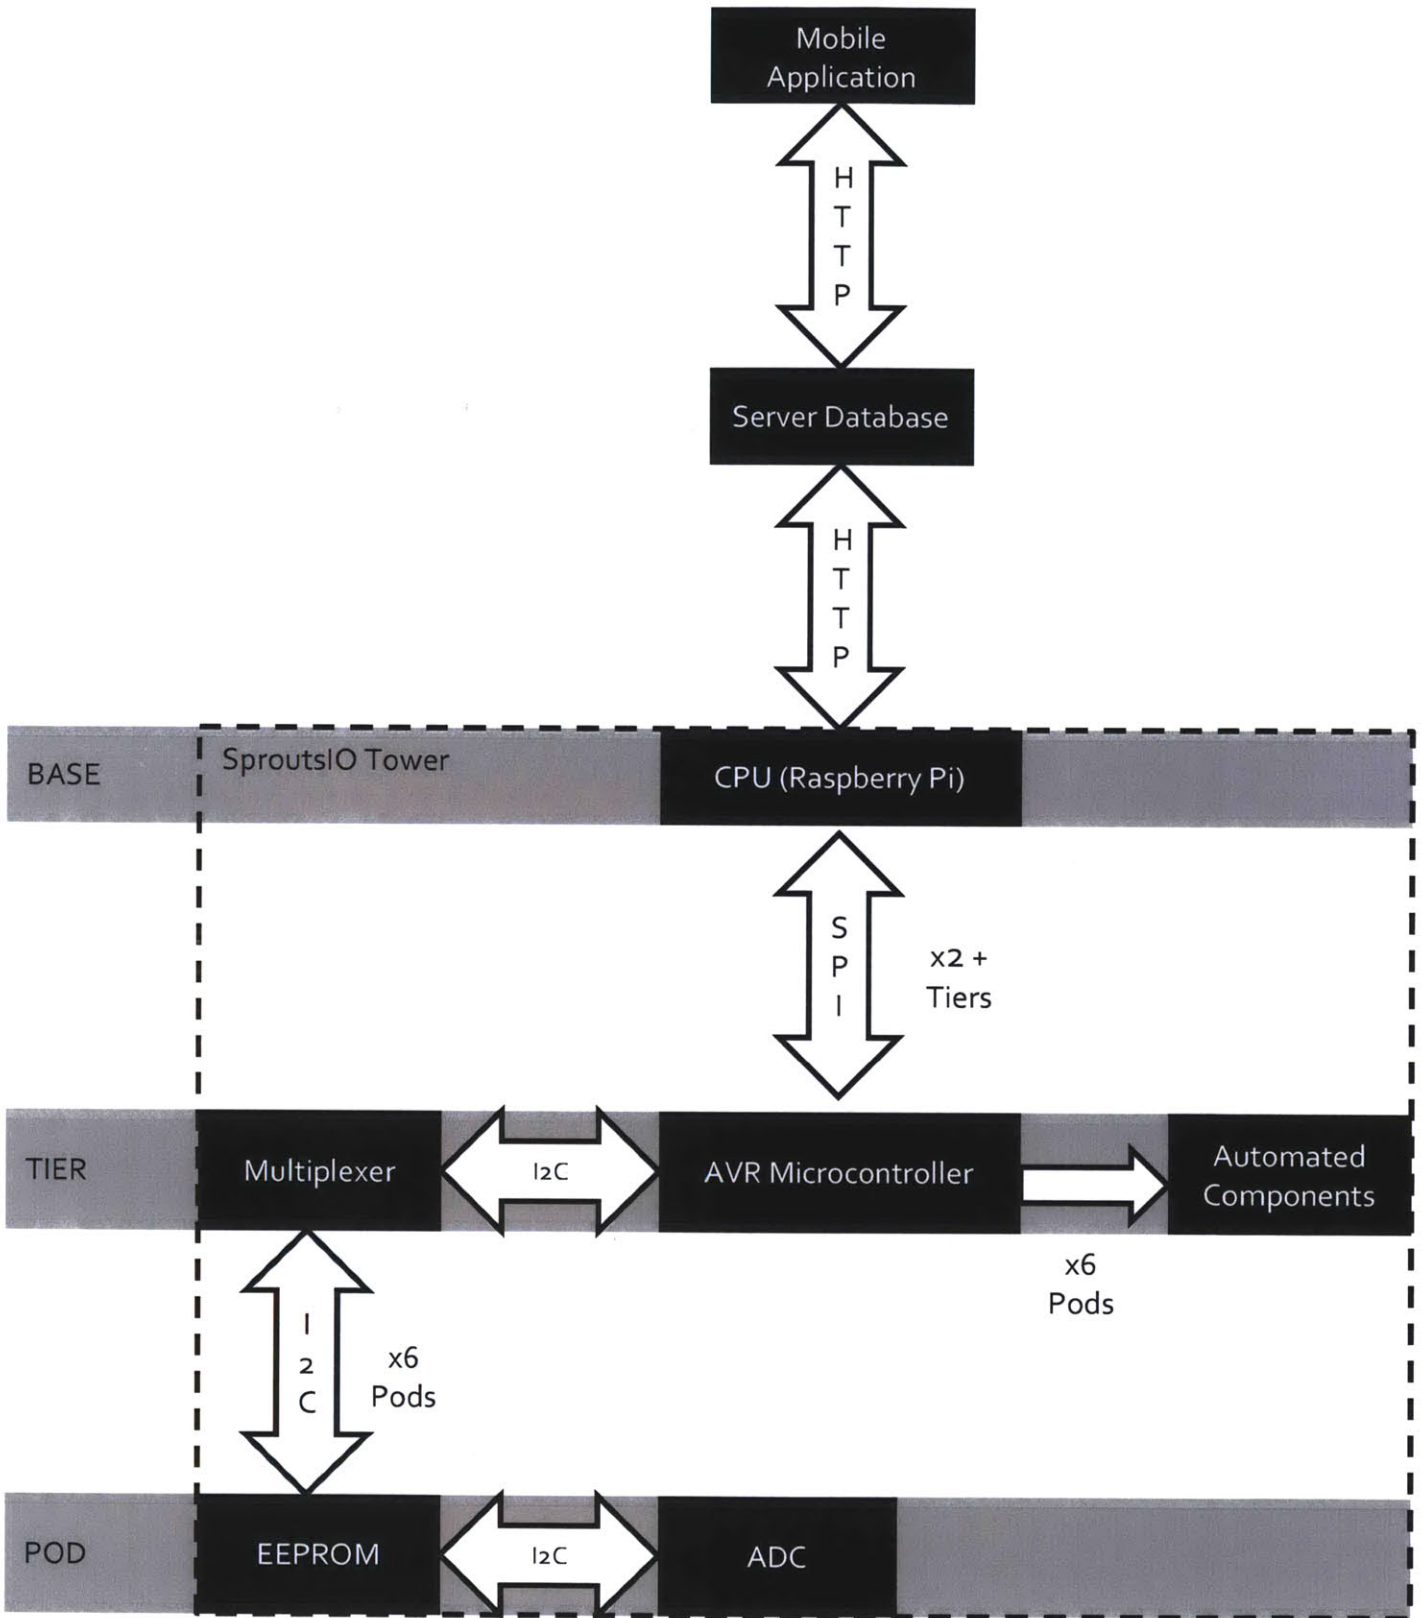 Mobile
Application
H
T
T
P
Server Database
H
T
T
P
BASE
SproutsIO Tower
CPU (Raspberry Pi)
S
P
I
x2 +
Tiers
TIER
Multiplexer
I2C
AVR Microcontroller
Automated
Components
x6
Pods
I
2
C
x6
Pods
POD
EEPROM
I2C
ADC